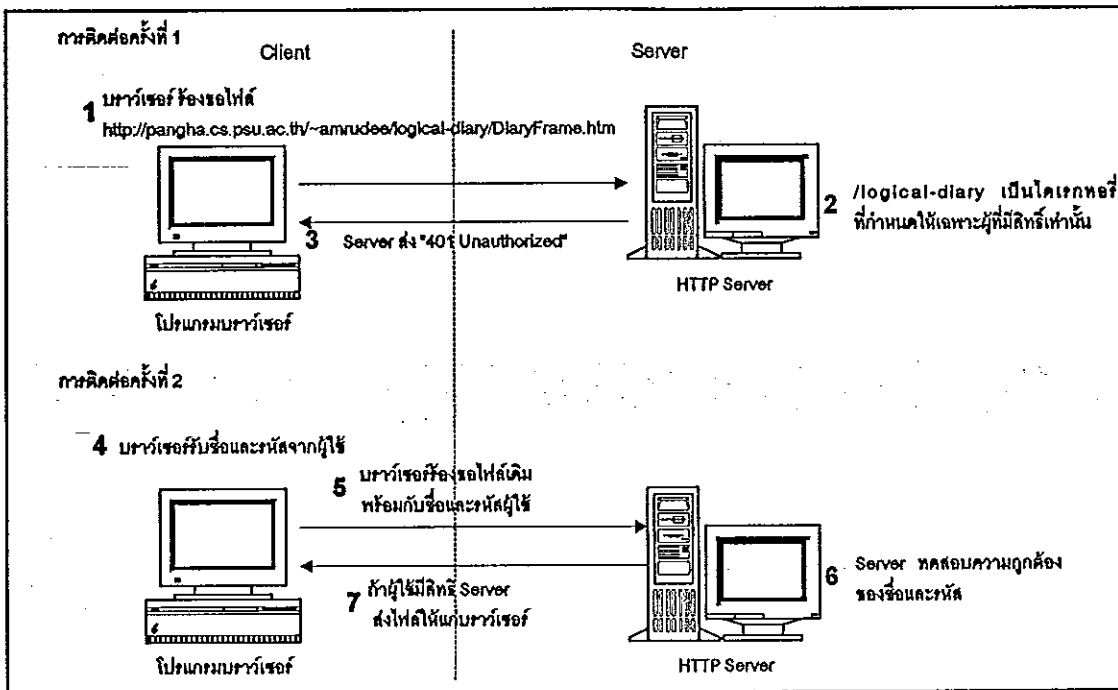 การติดต่อครั้งที่ 1
Client
Server
1 บราว์เซอร์ ร้องขอไฟล์
http://pangha.cs.psu.ac.th/~amrudee/logical-diary/DiaryFrame.htm
2 /logical-diary เป็นไดเรกทอรี่
ที่กำหนดให้เฉพาะผู้ที่มีสิทธิ์เท่านั้น
3 Server ส่ง "401 Unauthorized"
HTTP Server
โปรแกรมบราว์เซอร์
การติดต่อครั้งที่ 2
4 บราว์เซอร์รับชื่อและรหัสจากผู้ใช้
5 บราว์เซอร์ร้องขอไฟล์เดิม
พร้อมกับชื่อและรหัสผู้ใช้
6 Server ทดสอบความถูกต้อง
ของชื่อและรหัส
7 ถ้าผู้ใช้มีสิทธิ์ Server
ส่งไฟล์ให้แก่บราว์เซอร์
โปรแกรมบราว์เซอร์
HTTP Server